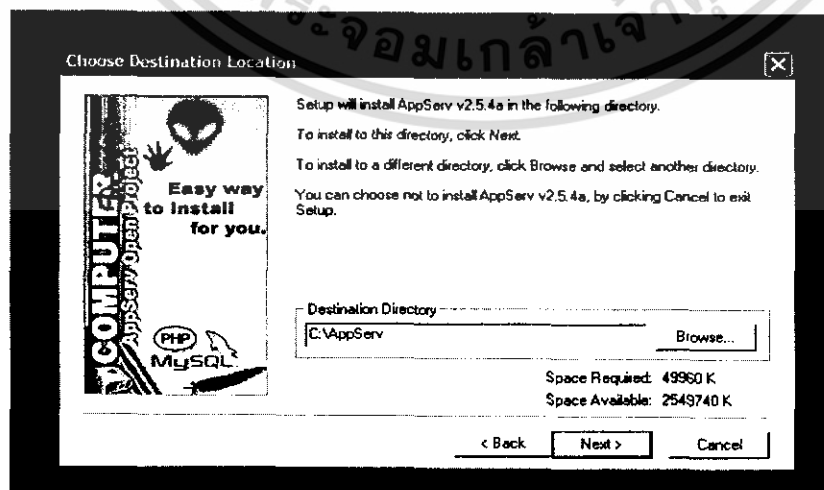 ระจอมเกล้าเจ้า
Choose Destination Location
Setup will install AppServ v2.5.4a in the following directory.
To install to this directory, click Next.
To install to a different directory, click Browse and select another directory.
You can choose not to install AppServ v2.5.4a, by clicking Cancel to exit
Setup.
COMPUTER
AppServ Open Project
Easy way
to Install
for you.
PHP
MySQL
Destination Directory
C:\AppServ
Browse...
Space Required: 49960 K
Space Available: 2549740 K
< Back
Next >
Cancel